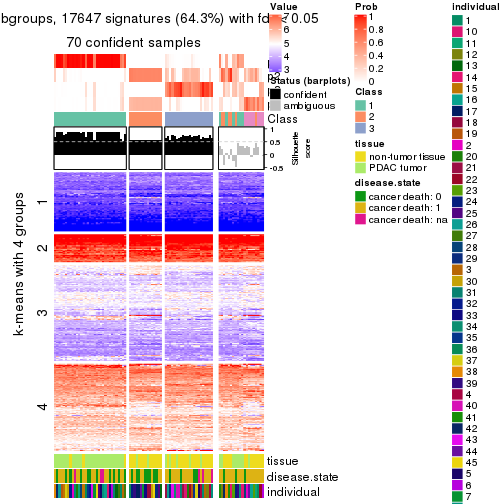 bgroups, 17647 signatures (64.3%) with fd
0.05
70 confident samples
k-means with 4 groups
1
2
3
4
Class
1
0.5
0
-0.5
Silhouette
score
tissue
disease.state
individual
Value
6
5
4
3
Status (barplots)
confident
ambiguous
Prob
1
0.8
0.6
0.4
0.2
0
Class
1
2
3
tissue
non-tumor tissue
PDAC tumor
disease.state
cancer death: 0
cancer death: 1
cancer death: na
individual
1
10
11
12
13
14
15
16
17
18
19
2
20
21
22
23
24
25
26
27
28
29
3
30
31
32
33
34
35
36
37
38
39
4
40
41
42
43
44
45
5
6
7